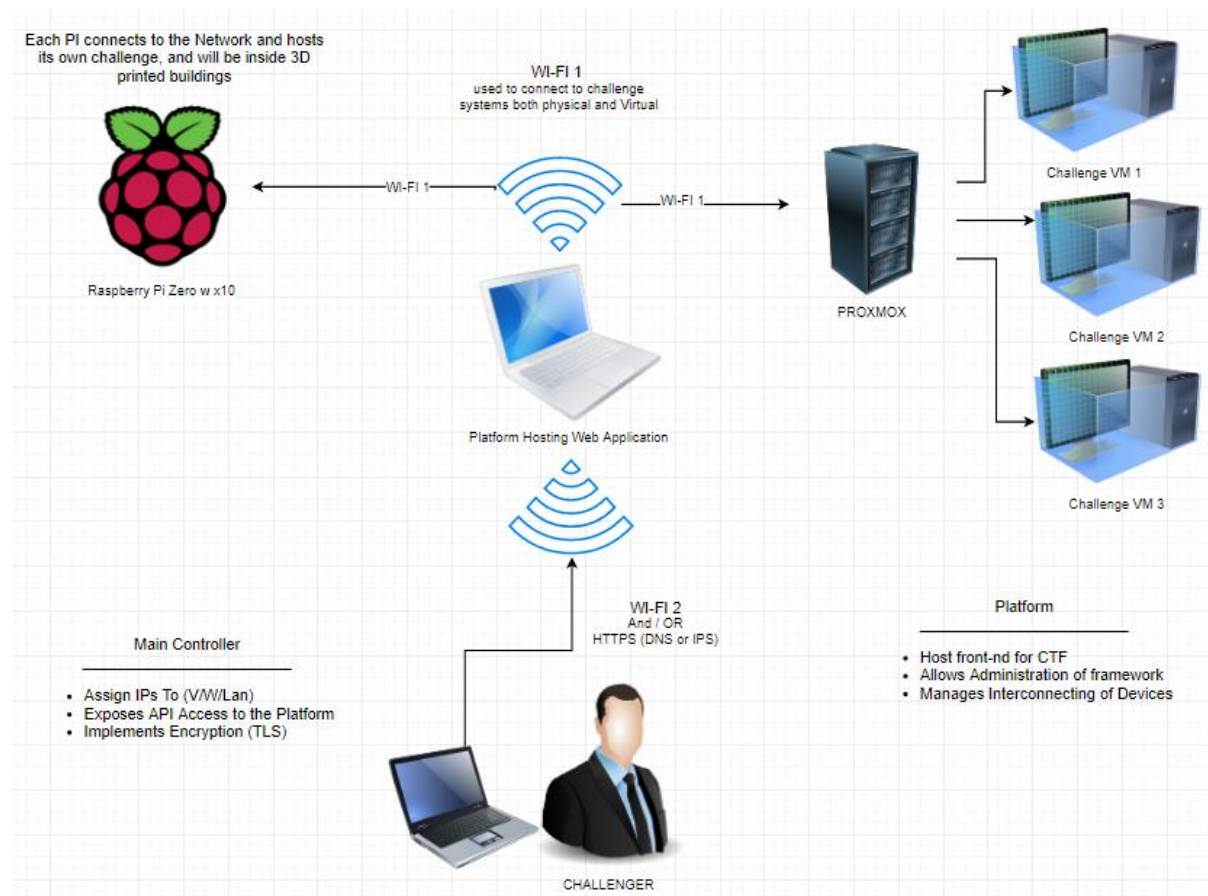 Each PI connects to the Network and hosts
its own challenge, and will be inside 3D
printed buildings
WI-FI 1
used to connect to challenge
systems both physical and Virtual
WI-FI 1
WI-FI 1
Raspberry Pi Zero w x10
PROXMOX
Challenge VM 1
Challenge VM 2
Challenge VM 3
Platform Hosting Web Application
WI-FI 2
And / OR
HTTPS (DNS or IPS)
Main Controller
• Assign IPs To (V/W/Lan)
• Exposes API Access to the Platform
• Implements Encryption (TLS)
Platform
• Host front-nd for CTF
• Allows Administration of framework
• Manages Interconnecting of Devices
CHALLENGER